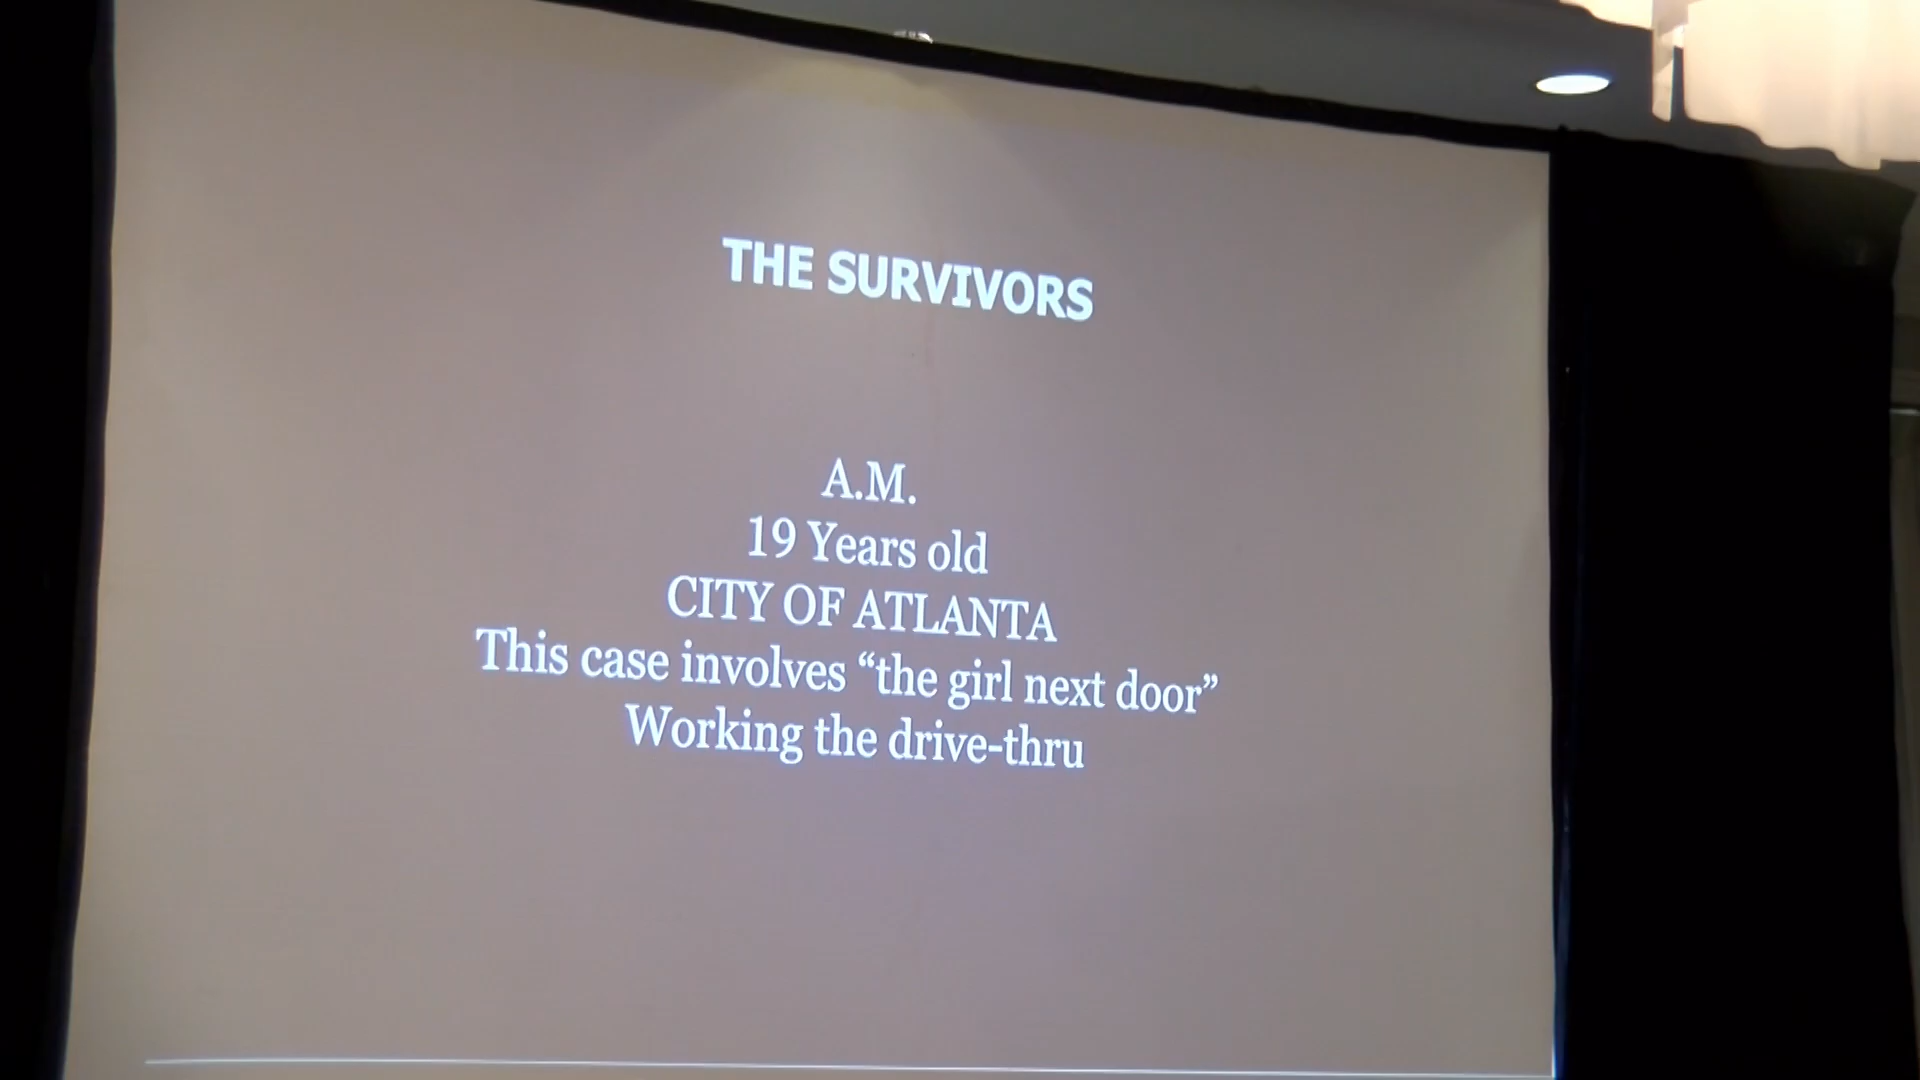 THE SURVIVORS
A.M.
19 Years old
CITY OF ATLANTA
This case involves “the girl next door”
Working the drive-thru